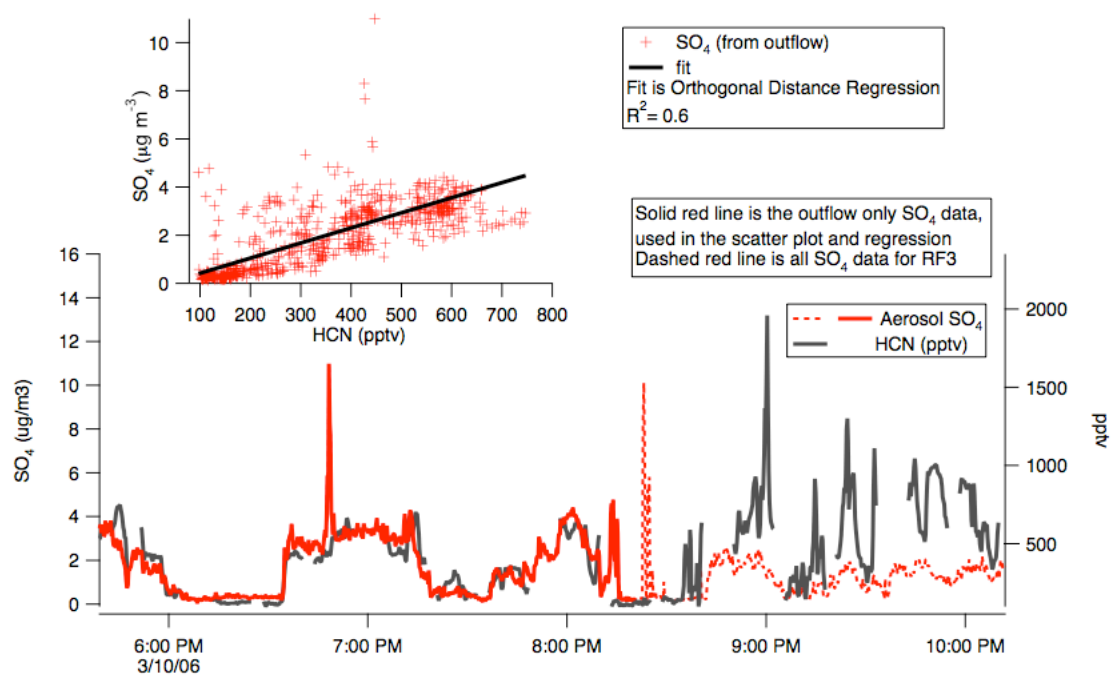 10
8
6
4
2
0
SO4 (µg m-3)
100 200 300 400 500 600 700 800
HCN (pptv)
SO4 (from outflow)
fit
Fit is Orthogonal Distance Regression
R2= 0.6
Solid red line is the outflow only SO4 data,
used in the scatter plot and regression
Dashed red line is all SO4 data for RF3
Aerosol SO4
HCN (pptv)
16
14
12
10
8
6
4
2
0
SO4 (ug/m3)
2000
1500
1000
500
pptv
6:00 PM 7:00 PM 8:00 PM 9:00 PM 10:00 PM
3/10/06